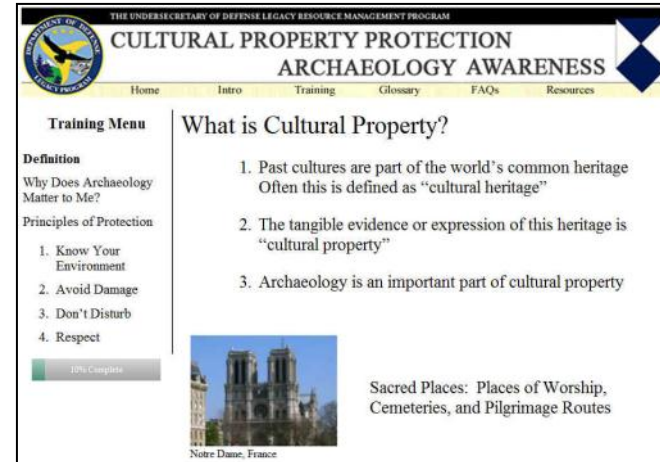 THE UNDERSECRETARY OF DEFENSE LEGACY RESOURCE MANAGEMENT PROGRAM
DEPARTMENT OF DEFENSE
LEGACY PROGRAM
CULTURAL PROPERTY PROTECTION
ARCHAEOLOGY AWARENESS
Home Intro Training Glossary FAQs Resources
Training Menu
Definition
Why Does Archaeology
Matter to Me?
Principles of Protection
1. Know Your
Environment
2. Avoid Damage
3. Don't Disturb
4. Respect
10% Complete
What is Cultural Property?
1. Past cultures are part of the world's common heritage
Often this is defined as "cultural heritage"
2. The tangible evidence or expression of this heritage is
"cultural property"
3. Archaeology is an important part of cultural property
Notre Dame, France
Sacred Places: Places of Worship,
Cemeteries, and Pilgrimage Routes